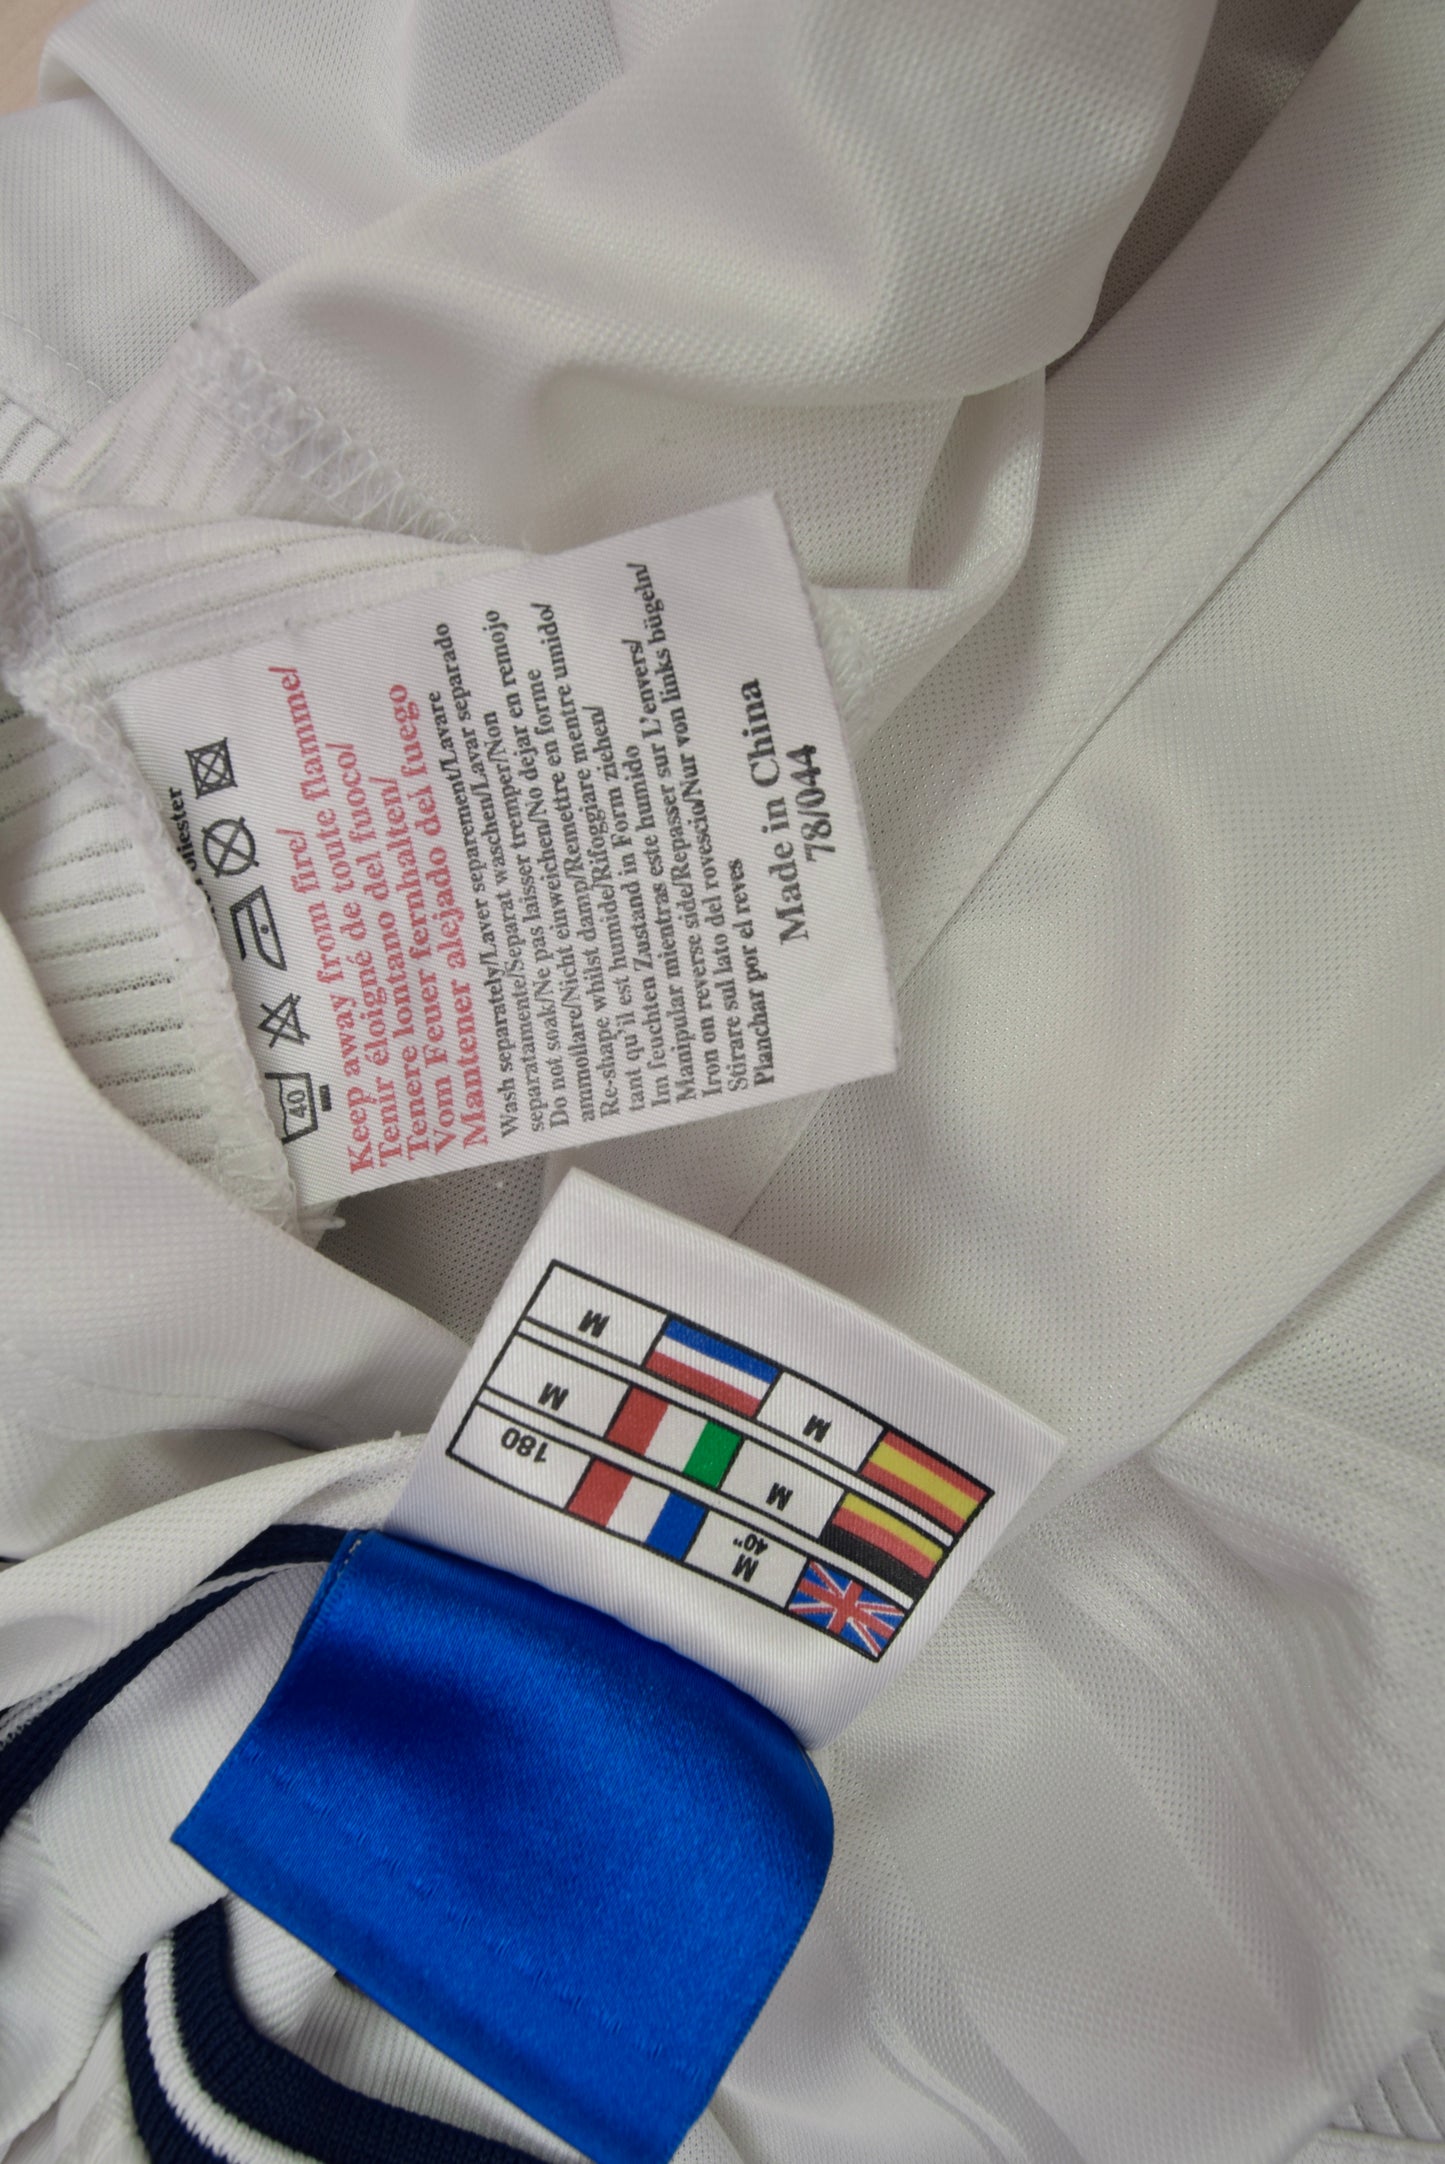 oliester
40
Keep away from fire/
Tenir éloigné de toute flamme/
Tenere lontano del fuoco/
Vom Feuer fernhalten/
Mantener alejado del fuego
Wash separately/Laver separement/Lavare
separatamente/Separat waschen/Lavar separado
Do not soak/Ne pas laisser tremper/Non
ammollare/Nicht einweichen/No dejar en remojo
Re-shape whilst damp/Remettre en forme
tant qu'il est humide/Rifoggiare mentre umido/
Im feuchten Zustand in Form ziehen/
Manipular mientras este humido
Iron on reverse side/Repasser sur L'envers/
Stirare sul lato del rovescio/Nur von links bügeln/
Planchar por el reves
Made in China
78/044
M
40"
180
M
M
M
M